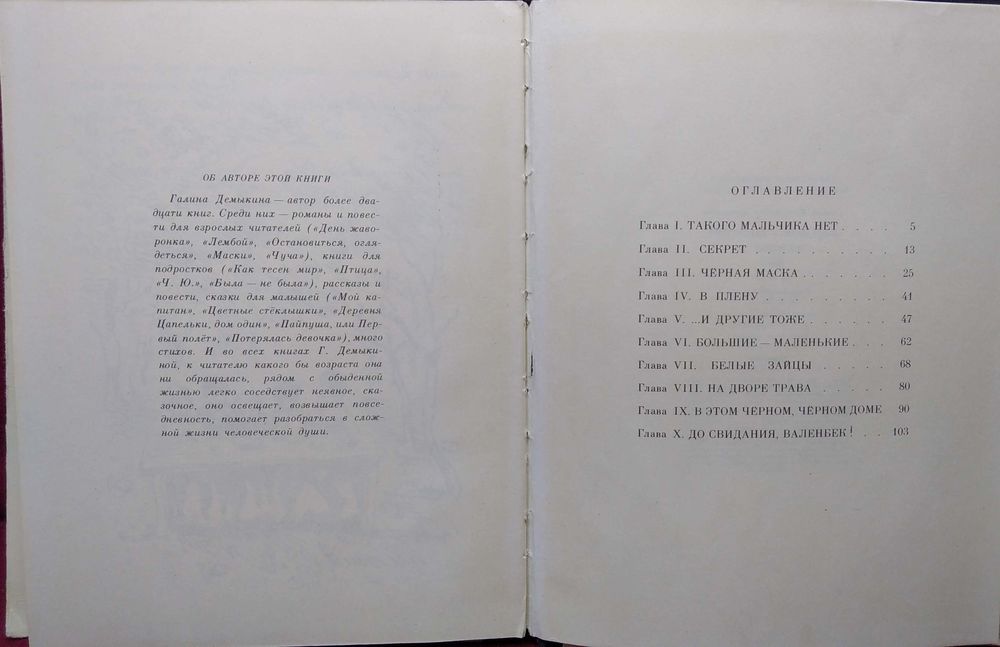 ОБ АВТОРЕ ЭТОЙ КНИГИ
Галина Демыкина — автор более два-
дцати книг. Среди них — романы и повес-
ти для взрослых читателей («День жаво-
ронка», «Лембой», «Остановиться, огля-
деться», «Маски», «Чуча»), книги для
подростков («Как тесен мир», «Птица»,
«Ч. Ю.», «Была — не была»), рассказы и
повести, сказки для малышей («Мой ка-
питан», «Цветные стёклышки», «Деревня
Цапельки, дом один», «Пайпуша, или Пер-
вый полёт», «Потерялась девочка»), много
стихов. И во всех книгах Г. Демыки-
ной, к читателю какого бы возраста она
ни обращалась, рядом с обыденной
жизнью легко соседствует неявное, ска-
зочное, оно освещает, возвышает повсе-
дневность, помогает разобраться в слож-
ной жизни человеческой души.
ОГЛАВЛЕНИЕ
Глава I. ТАКОГО МАЛЬЧИКА НЕТ . . . . 5
Глава II. СЕКРЕТ . . . . . . . . . . 13
Глава III. ЧЁРНАЯ МАСКА . . . . . . . 25
Глава IV. В ПЛЕНУ . . . . . . . . . 41
Глава V. ...И ДРУГИЕ ТОЖЕ . . . . . . 47
Глава VI. БОЛЬШИЕ — МАЛЕНЬКИЕ . . . 62
Глава VII. БЕЛЫЕ ЗАЙЦЫ . . . . . 68
Глава VIII. НА ДВОРЕ ТРАВА . . . . . 80
Глава IX. В ЭТОМ ЧЁРНОМ, ЧЁРНОМ ДОМЕ 90
Глава X. ДО СВИДАНИЯ, ВАЛЕНБЕК! . . 103